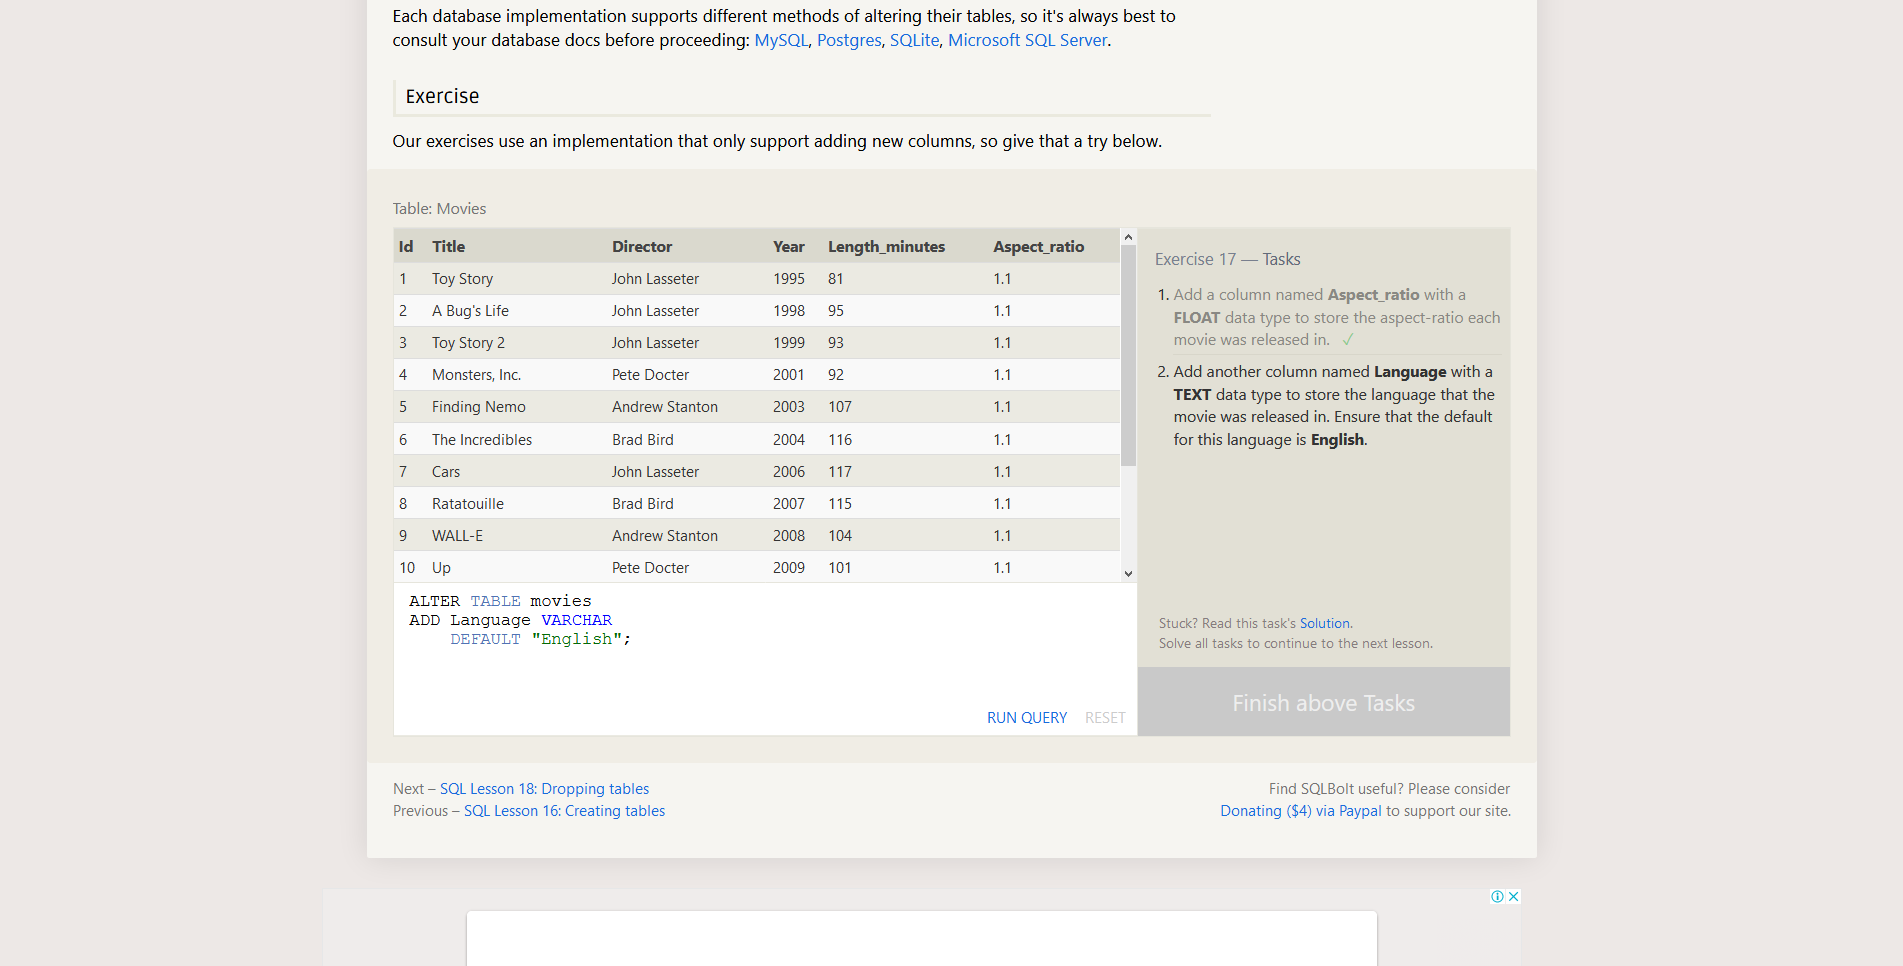 Each database implementation supports different methods of altering their tables, so it's always best to
consult your database docs before proceeding: MySQL, Postgres, SQLite, Microsoft SQL Server.
Exercise
Our exercises use an implementation that only support adding new columns, so give that a try below.
Table: Movies
Id Title Director Year Length_minutes Aspect_ratio
1 Toy Story John Lasseter 1995 81 1.1
2 A Bug's Life John Lasseter 1998 95 1.1
3 Toy Story 2 John Lasseter 1999 93 1.1
4 Monsters, Inc. Pete Docter 2001 92 1.1
5 Finding Nemo Andrew Stanton 2003 107 1.1
6 The Incredibles Brad Bird 2004 116 1.1
7 Cars John Lasseter 2006 117 1.1
8 Ratatouille Brad Bird 2007 115 1.1
9 WALL-E Andrew Stanton 2008 104 1.1
10 Up Pete Docter 2009 101 1.1
ALTER TABLE movies
ADD Language VARCHAR
DEFAULT "English";
RUN QUERY RESET
Exercise 17 — Tasks
1. Add a column named Aspect_ratio with a
FLOAT data type to store the aspect-ratio each
movie was released in. ✓
2. Add another column named Language with a
TEXT data type to store the language that the
movie was released in. Ensure that the default
for this language is English.
Stuck? Read this task's Solution.
Solve all tasks to continue to the next lesson.
Finish above Tasks
Next – SQL Lesson 18: Dropping tables
Previous – SQL Lesson 16: Creating tables
Find SQLBolt useful? Please consider
Donating ($4) via Paypal to support our site.